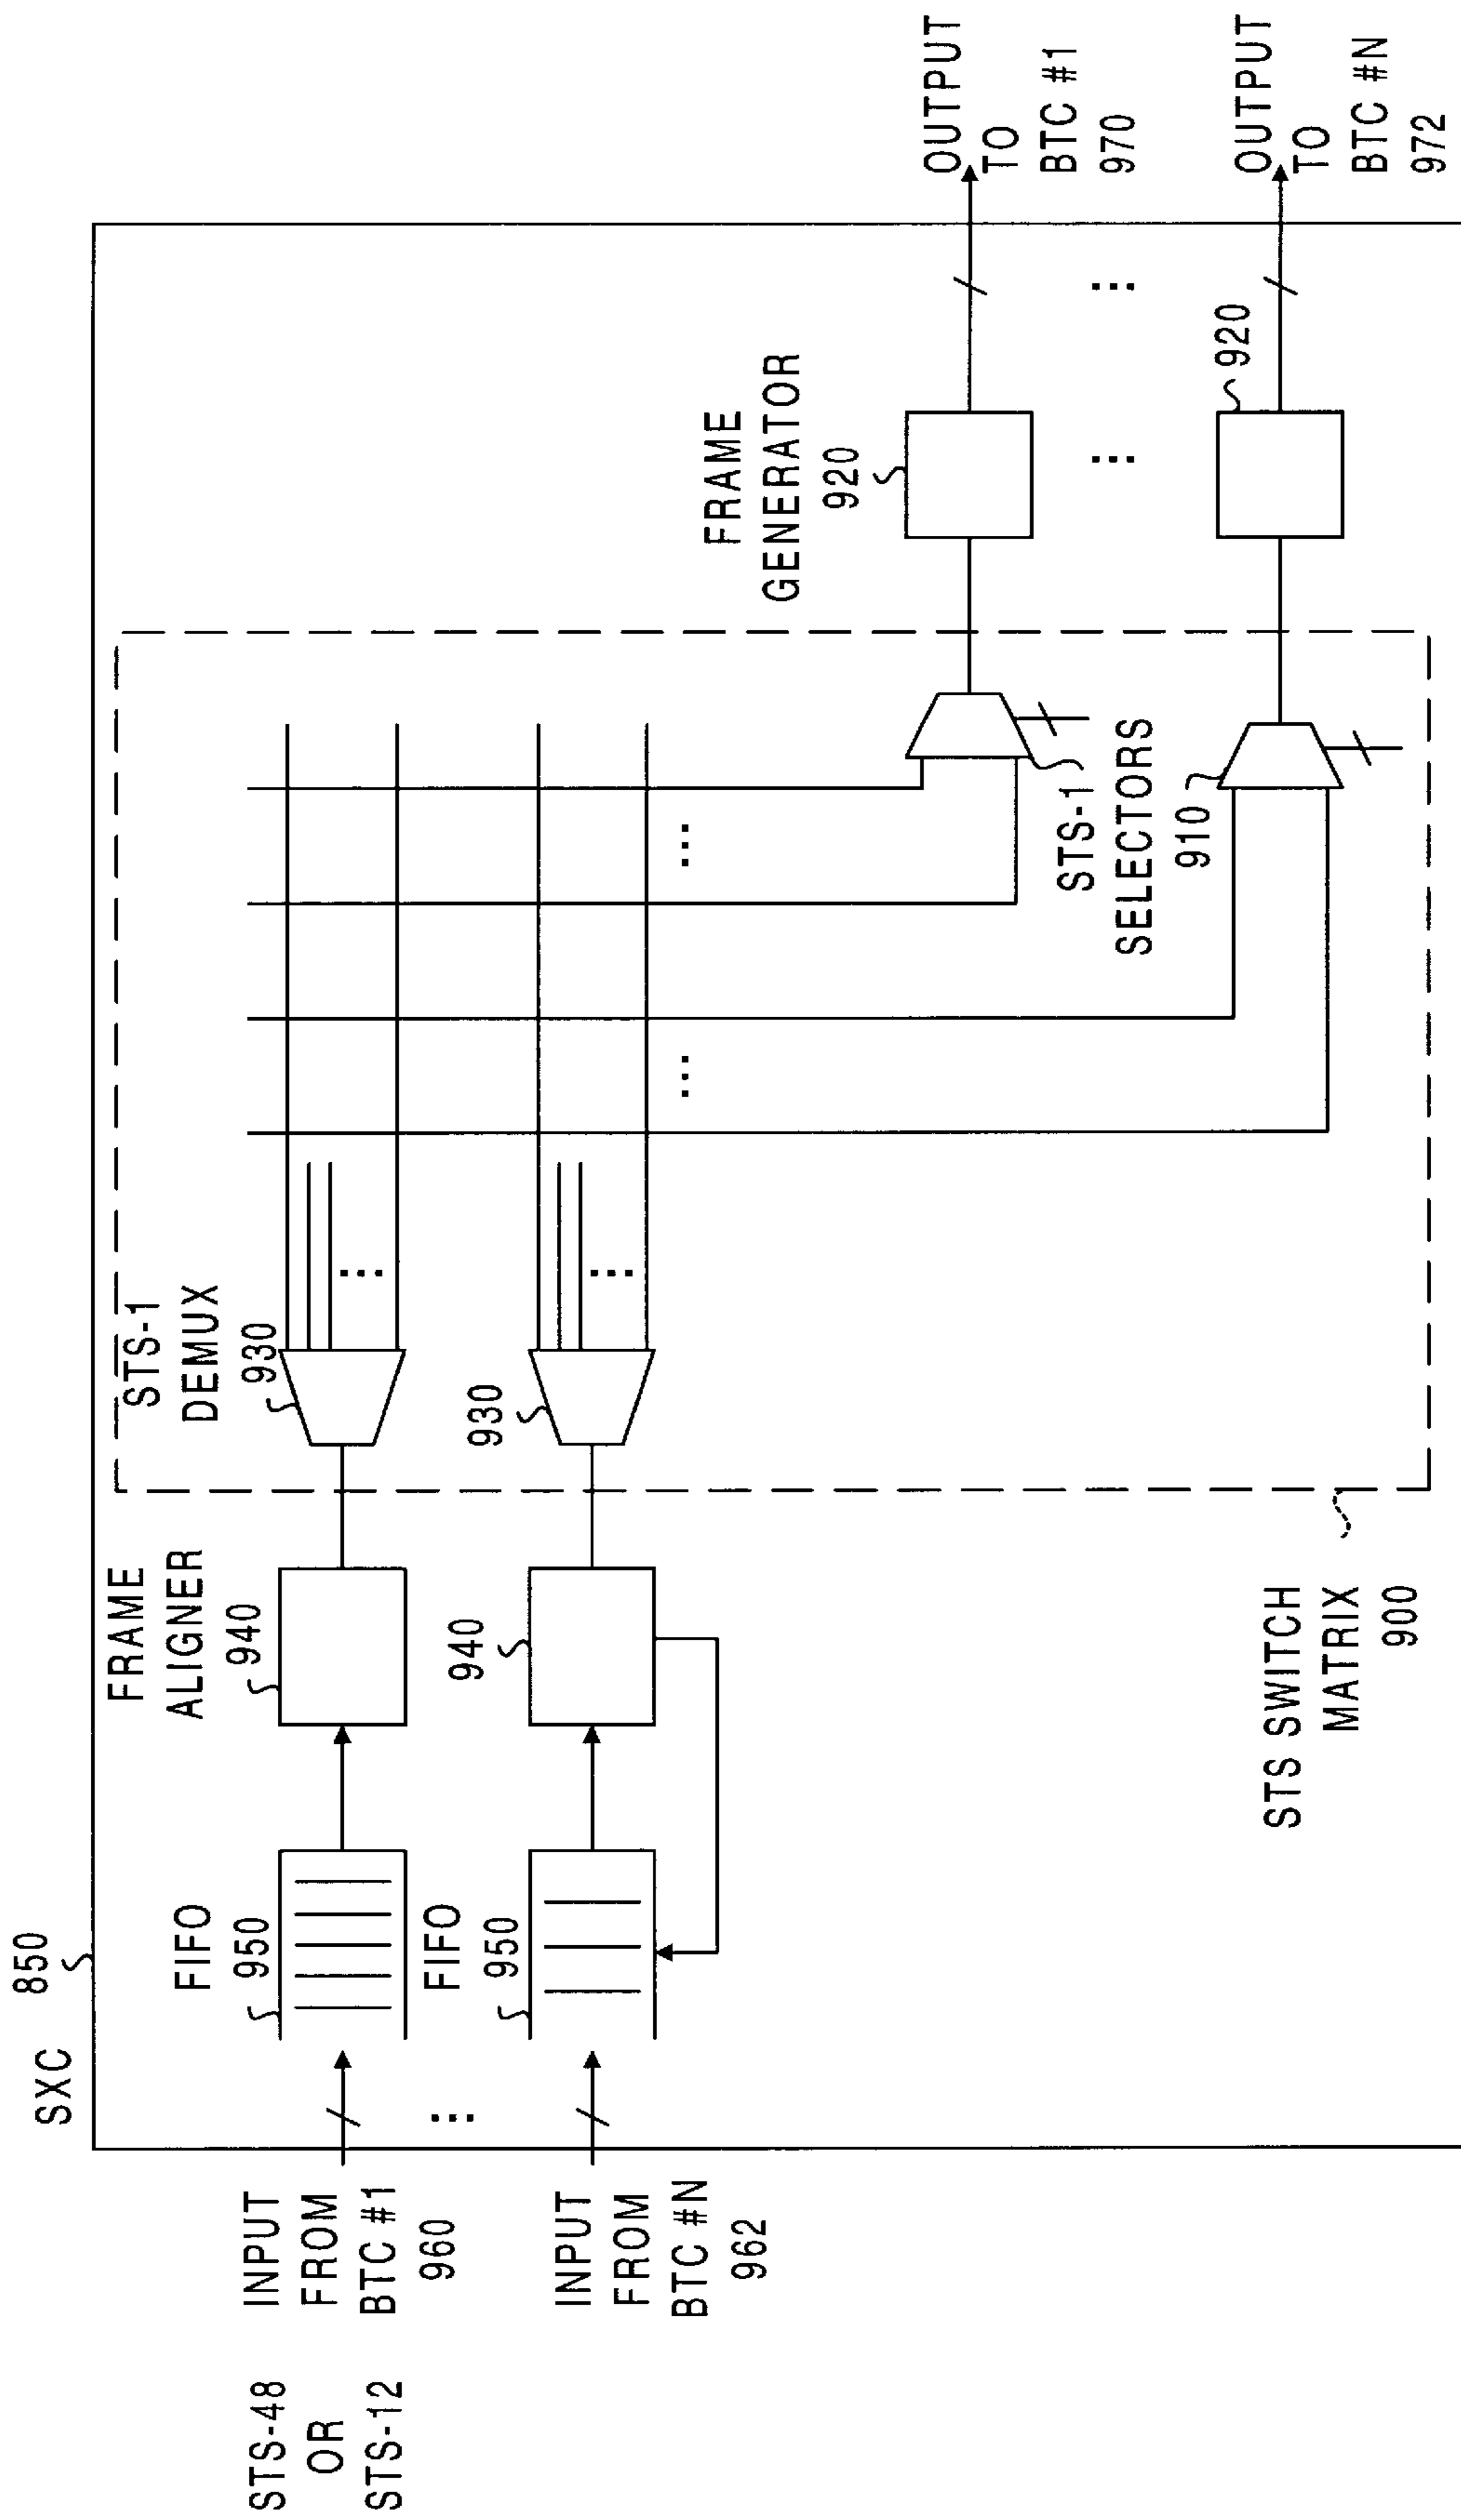 SXC 850
STS-48
OR
STS-12
INPUT
FROM
BTC #1
960
INPUT
FROM
BTC #N
962
FIFO
950
FIFO
950
FRAME
ALIGNER
940
940
STS-1
DEMUX
930
930
STS SWITCH
MATRIX
900
STS-1
SELECTORS
910
FRAME
GENERATOR
920
920
OUTPUT
TO
BTC #1
970
OUTPUT
TO
BTC #N
972